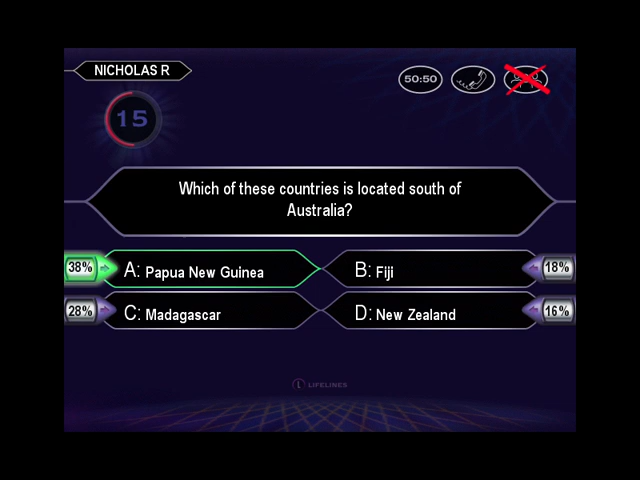 NICHOLAS R
50:50
15
Which of these countries is located south of
Australia?
38%
A: Papua New Guinea
B: Fiji
18%
28%
C: Madagascar
D: New Zealand
16%
L LIFELINES